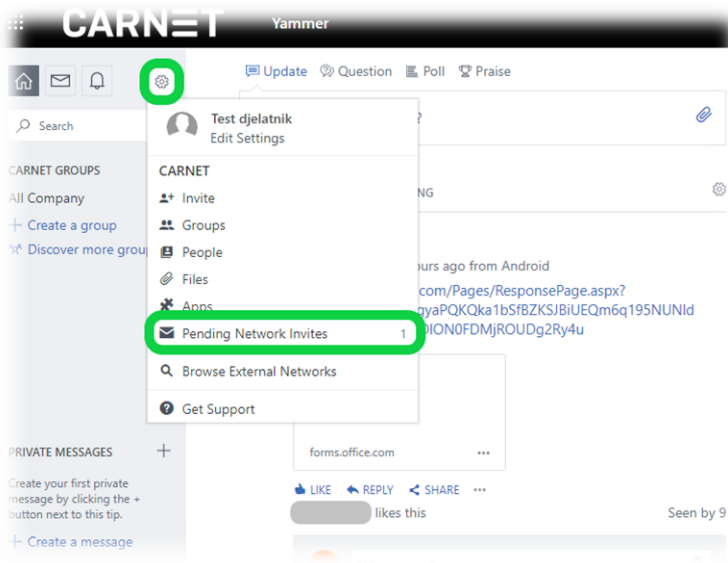 CARNET
Yammer
Update
Question
Poll
Praise
Search
Test djelatnik
Edit Settings
?
CARNET GROUPS
All Company
+ Create a group
Discover more grou
CARNET
Invite
Groups
People
Files
Apps
Pending Network Invites 1
Browse External Networks
Get Support
NG
ours ago from Android
com/Pages/ResponsePage.aspx?
forms.office.com
...
LIKE
REPLY
SHARE
...
likes this
Seen by 9
PRIVATE MESSAGES +
Create your first private
message by clicking the +
button next to this tip.
+ Create a message